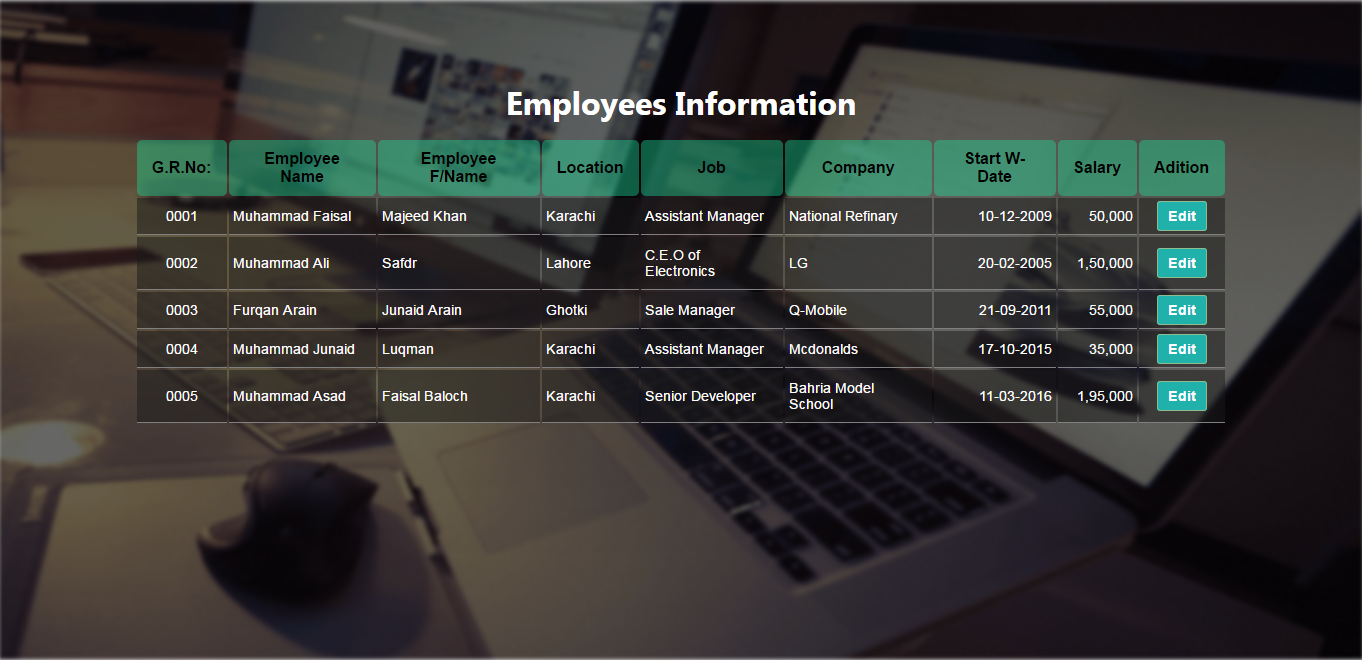 Employees Information
G.R.No: Employee Name Employee F/Name Location Job Company Start W-Date Salary Adition
0001 Muhammad Faisal Majeed Khan Karachi Assistant Manager National Refinary 10-12-2009 50,000 Edit
0002 Muhammad Ali Safdr Lahore C.E.O of Electronics LG 20-02-2005 1,50,000 Edit
0003 Furqan Arain Junaid Arain Ghotki Sale Manager Q-Mobile 21-09-2011 55,000 Edit
0004 Muhammad Junaid Luqman Karachi Assistant Manager Mcdonalds 17-10-2015 35,000 Edit
0005 Muhammad Asad Faisal Baloch Karachi Senior Developer Bahria Model School 11-03-2016 1,95,000 Edit